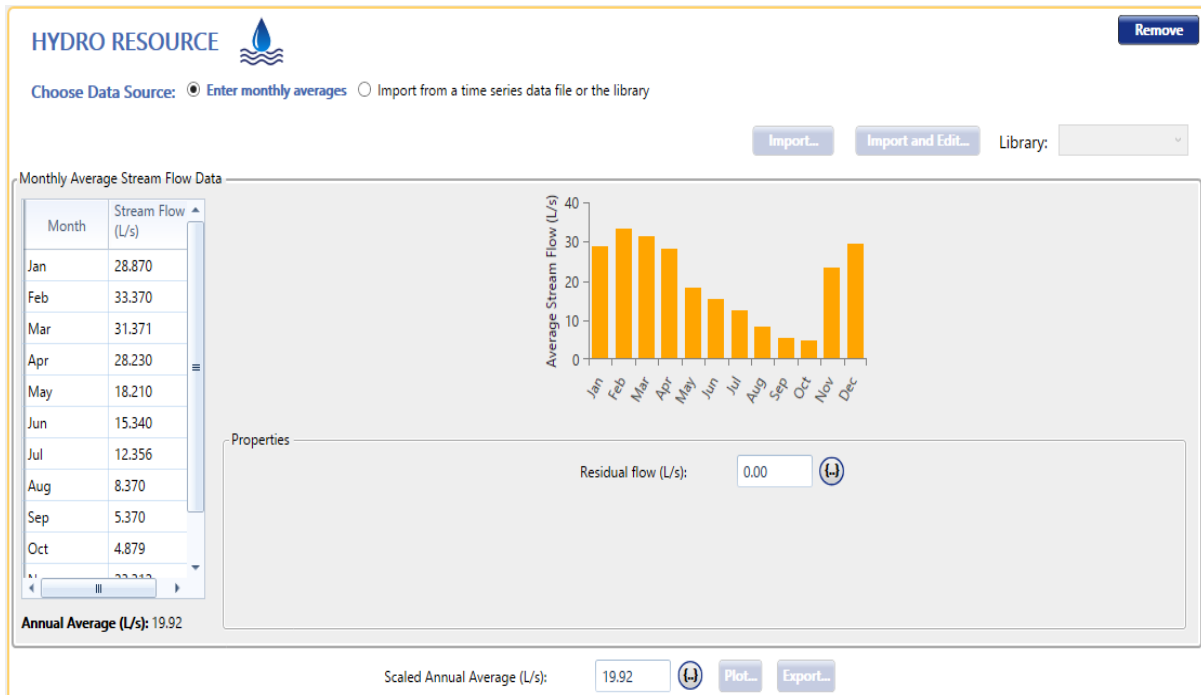 HYDRO RESOURCE
Remove
Choose Data Source: Enter monthly averages Import from a time series data file or the library
Import... Import and Edit... Library:
Monthly Average Stream Flow Data
Month Stream Flow (L/s)
Jan 28.870
Feb 33.370
Mar 31.371
Apr 28.230
May 18.210
Jun 15.340
Jul 12.356
Aug 8.370
Sep 5.370
Oct 4.879
Annual Average (L/s): 19.92
Average Stream Flow (L/s)
40
30
20
10
0
Jan Feb Mar Apr May Jun Jul Aug Sep Oct Nov Dec
Properties
Residual flow (L/s): 0.00 {..}
Scaled Annual Average (L/s): 19.92 {..} Plot... Export...